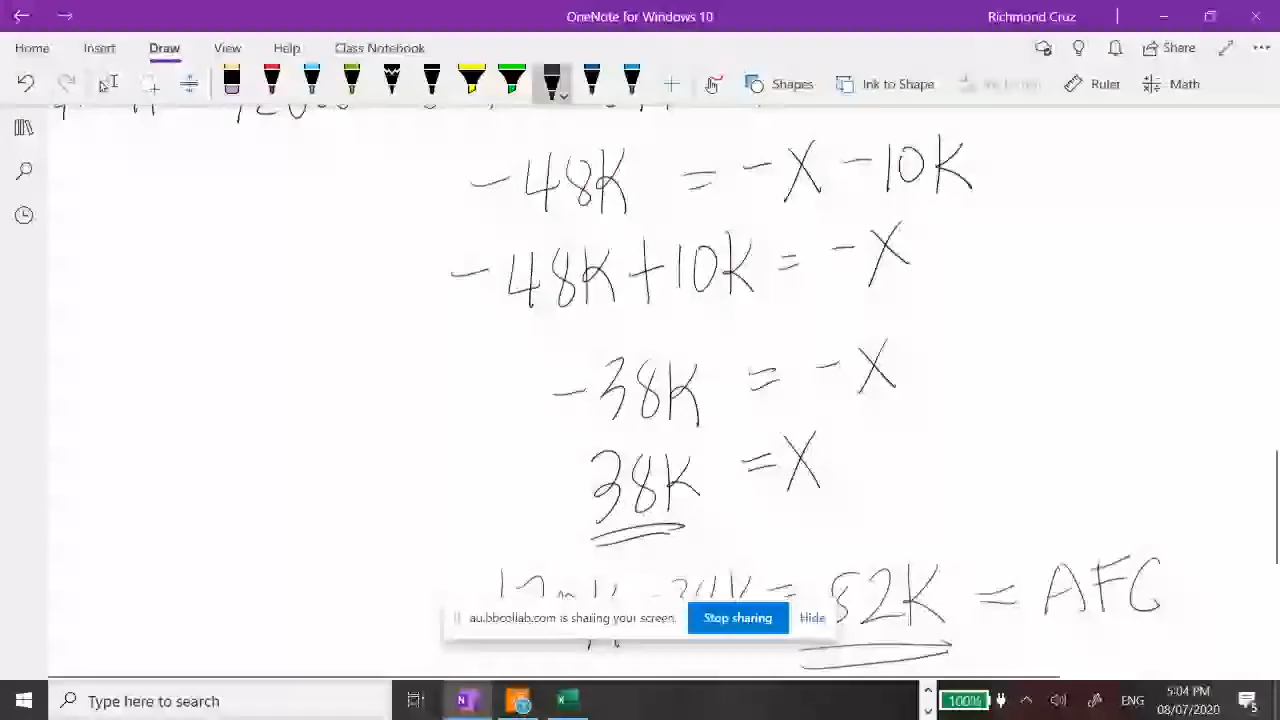 OneNote for Windows 10
Richmond Cruz
Home Insert Draw View Help Class Notebook Share
Shapes Ink to Shape Ruler Math
-48K = -X -10K
-48K+10K = -X
-38K = -X
38K = X
52K = AFC
au.bbcollab.com is sharing your screen. Stop sharing Hide
Type here to search
100% ENG 5:04 PM
08/07/2020